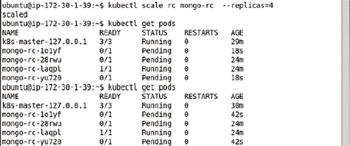 ubuntu@ip-172-30-1-39:~$ kubectl scale rc mongo-rc --replicas=4
scaled
ubuntu@ip-172-30-1-39:~$ kubectl get pods
NAME READY STATUS RESTARTS AGE
k8s-master-127.0.0.1 3/3 Running 0 29m
mongo-rc-1o1yf 0/1 Pending 0 18s
mongo-rc-28rwu 0/1 Pending 0 24m
mongo-rc-laqpl 1/1 Running 0 24m
mongo-rc-yu720 0/1 Pending 0 18s
ubuntu@ip-172-30-1-39:~$ kubectl get pods
NAME READY STATUS RESTARTS AGE
k8s-master-127.0.0.1 3/3 Running 0 30m
mongo-rc-1o1yf 0/1 Pending 0 42s
mongo-rc-28rwu 0/1 Pending 0 24m
mongo-rc-laqpl 1/1 Running 0 24m
mongo-rc-yu720 0/1 Pending 0 42s